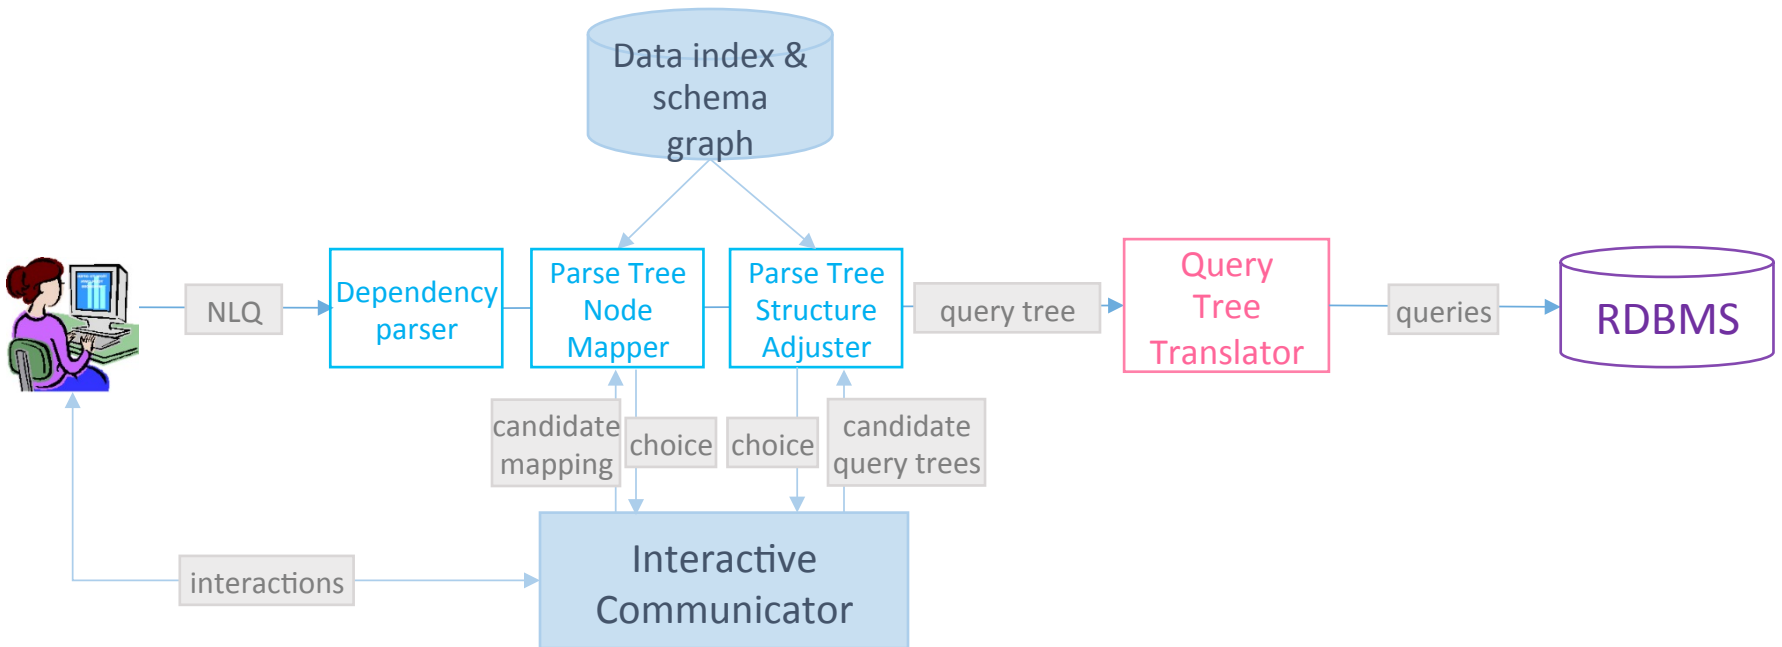 Data index &
schema
graph
NLQ
Dependency
parser
Parse Tree
Node
Mapper
Parse Tree
Structure
Adjuster
query tree
Query
Tree
Translator
queries
RDBMS
candidate
mapping
choice
choice
candidate
query trees
interactions
Interactive
Communicator